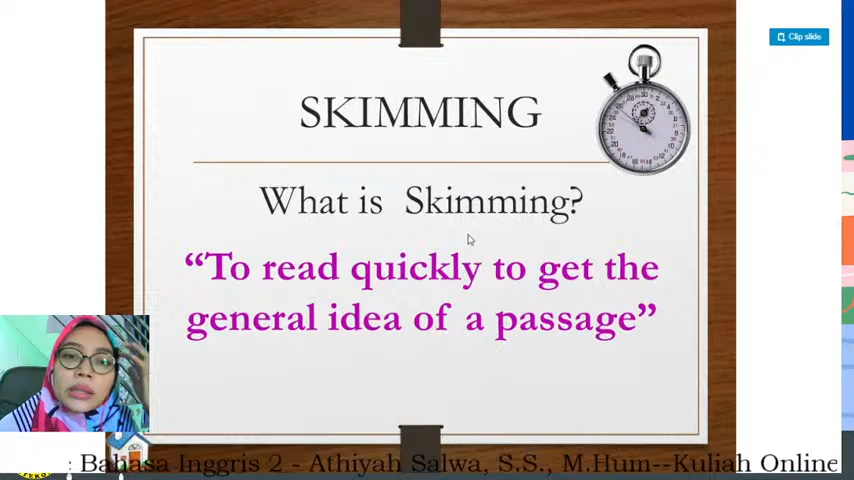 Clip slide
SKIMMING
What is Skimming?
“To read quickly to get the
general idea of a passage”
: Bahasa Inggris 2 - Athiyah Salwa, S.S., M.Hum--Kuliah Online